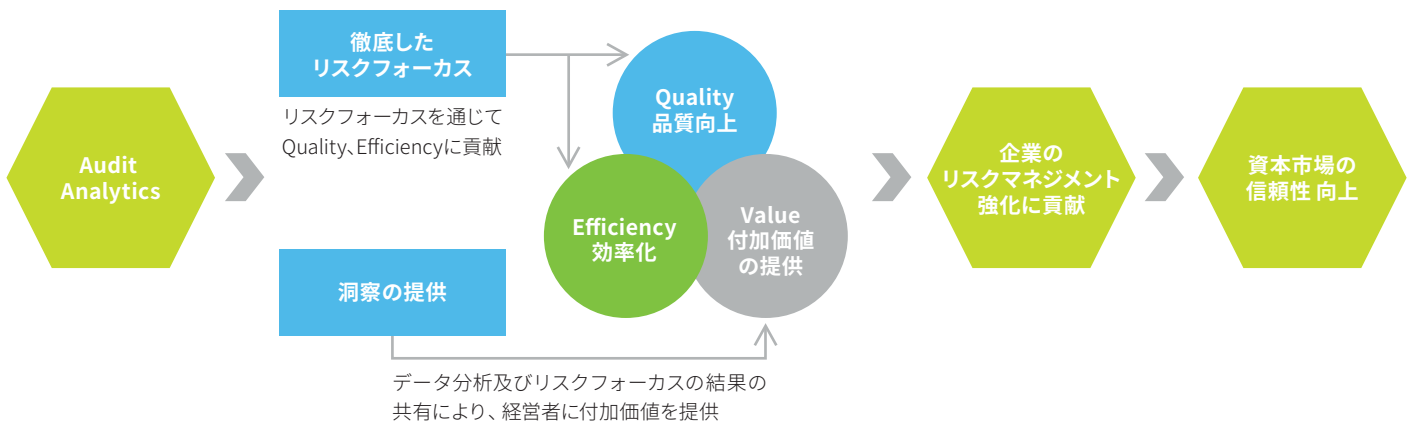 Audit
Analytics
徹底した
リスクフォーカス
リスクフォーカスを通じて
Quality、Efficiencyに貢献
洞察の提供
データ分析及びリスクフォーカスの結果の
共有により、経営者に付加価値を提供
Quality
品質向上
Efficiency
効率化
Value
付加価値
の提供
企業の
リスクマネジメント
強化に貢献
資本市場の
信頼性 向上